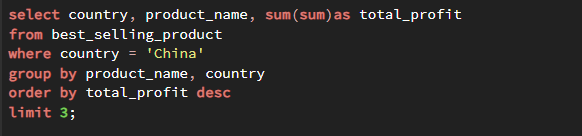 select country, product_name, sum(sum)as total_profit
from best_selling_product
where country = 'China'
group by product_name, country
order by total_profit desc
limit 3;